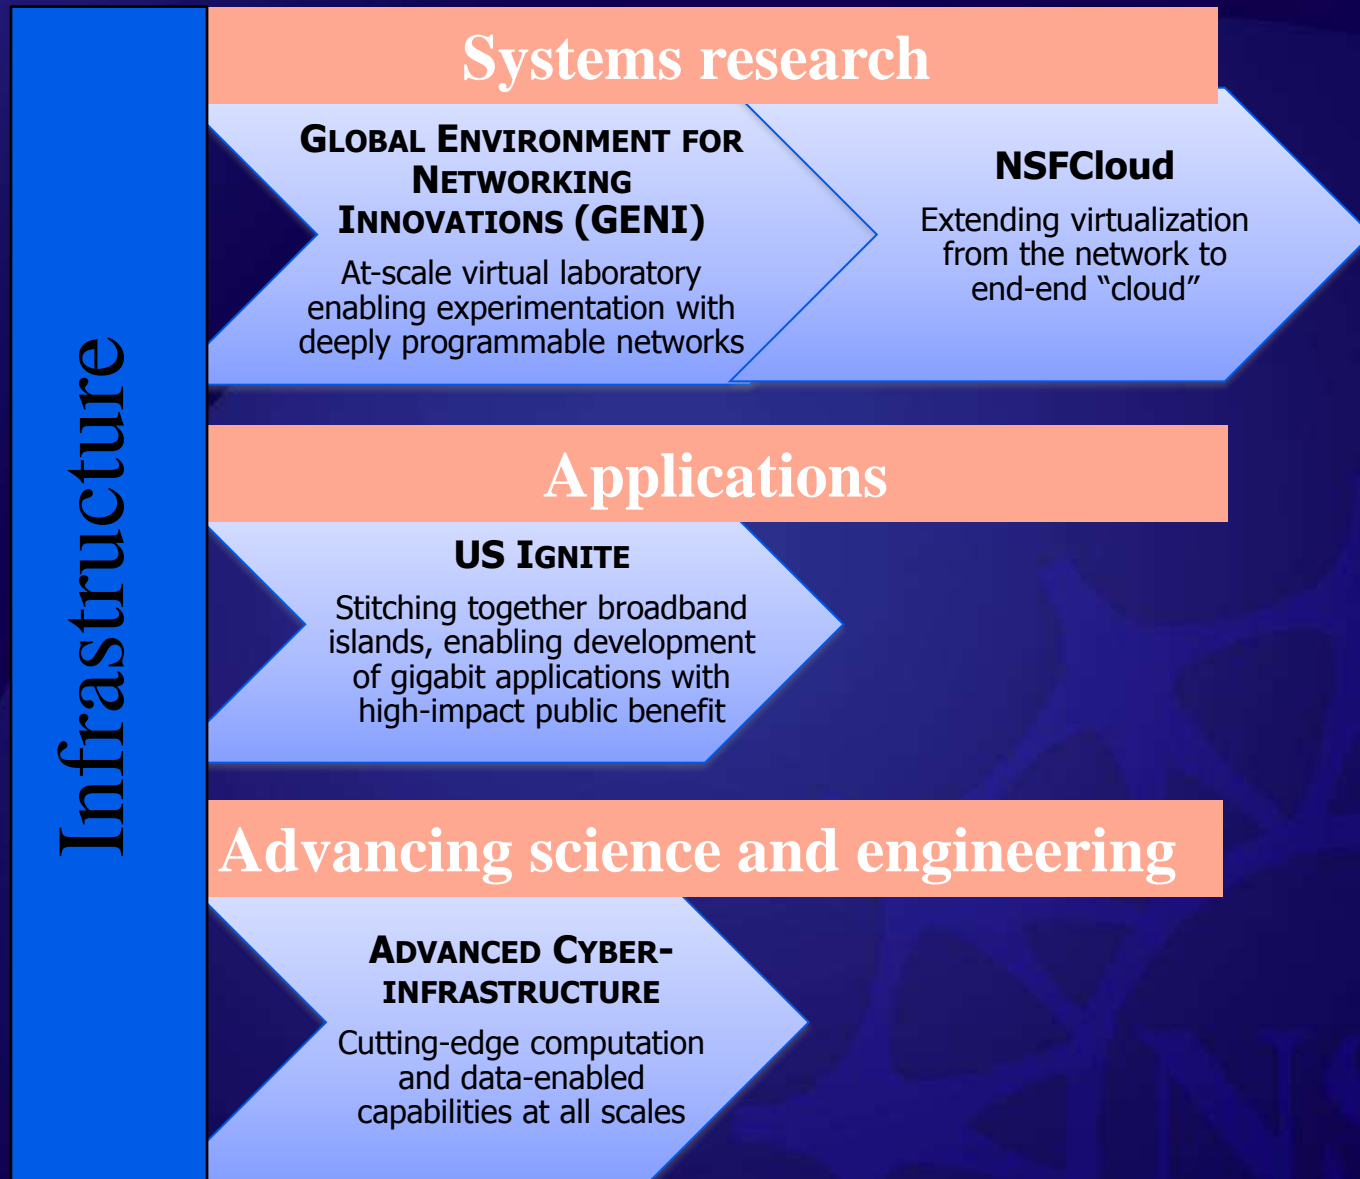 Infrastructure
Systems research
GLOBAL ENVIRONMENT FOR
NETWORKING
INNOVATIONS (GENI)
At-scale virtual laboratory
enabling experimentation with
deeply programmable networks
NSFCloud
Extending virtualization
from the network to
end-end “cloud”
Applications
US IGNITE
Stitching together broadband
islands, enabling development
of gigabit applications with
high-impact public benefit
Advancing science and engineering
ADVANCED CYBER-
INFRASTRUCTURE
Cutting-edge computation
and data-enabled
capabilities at all scales